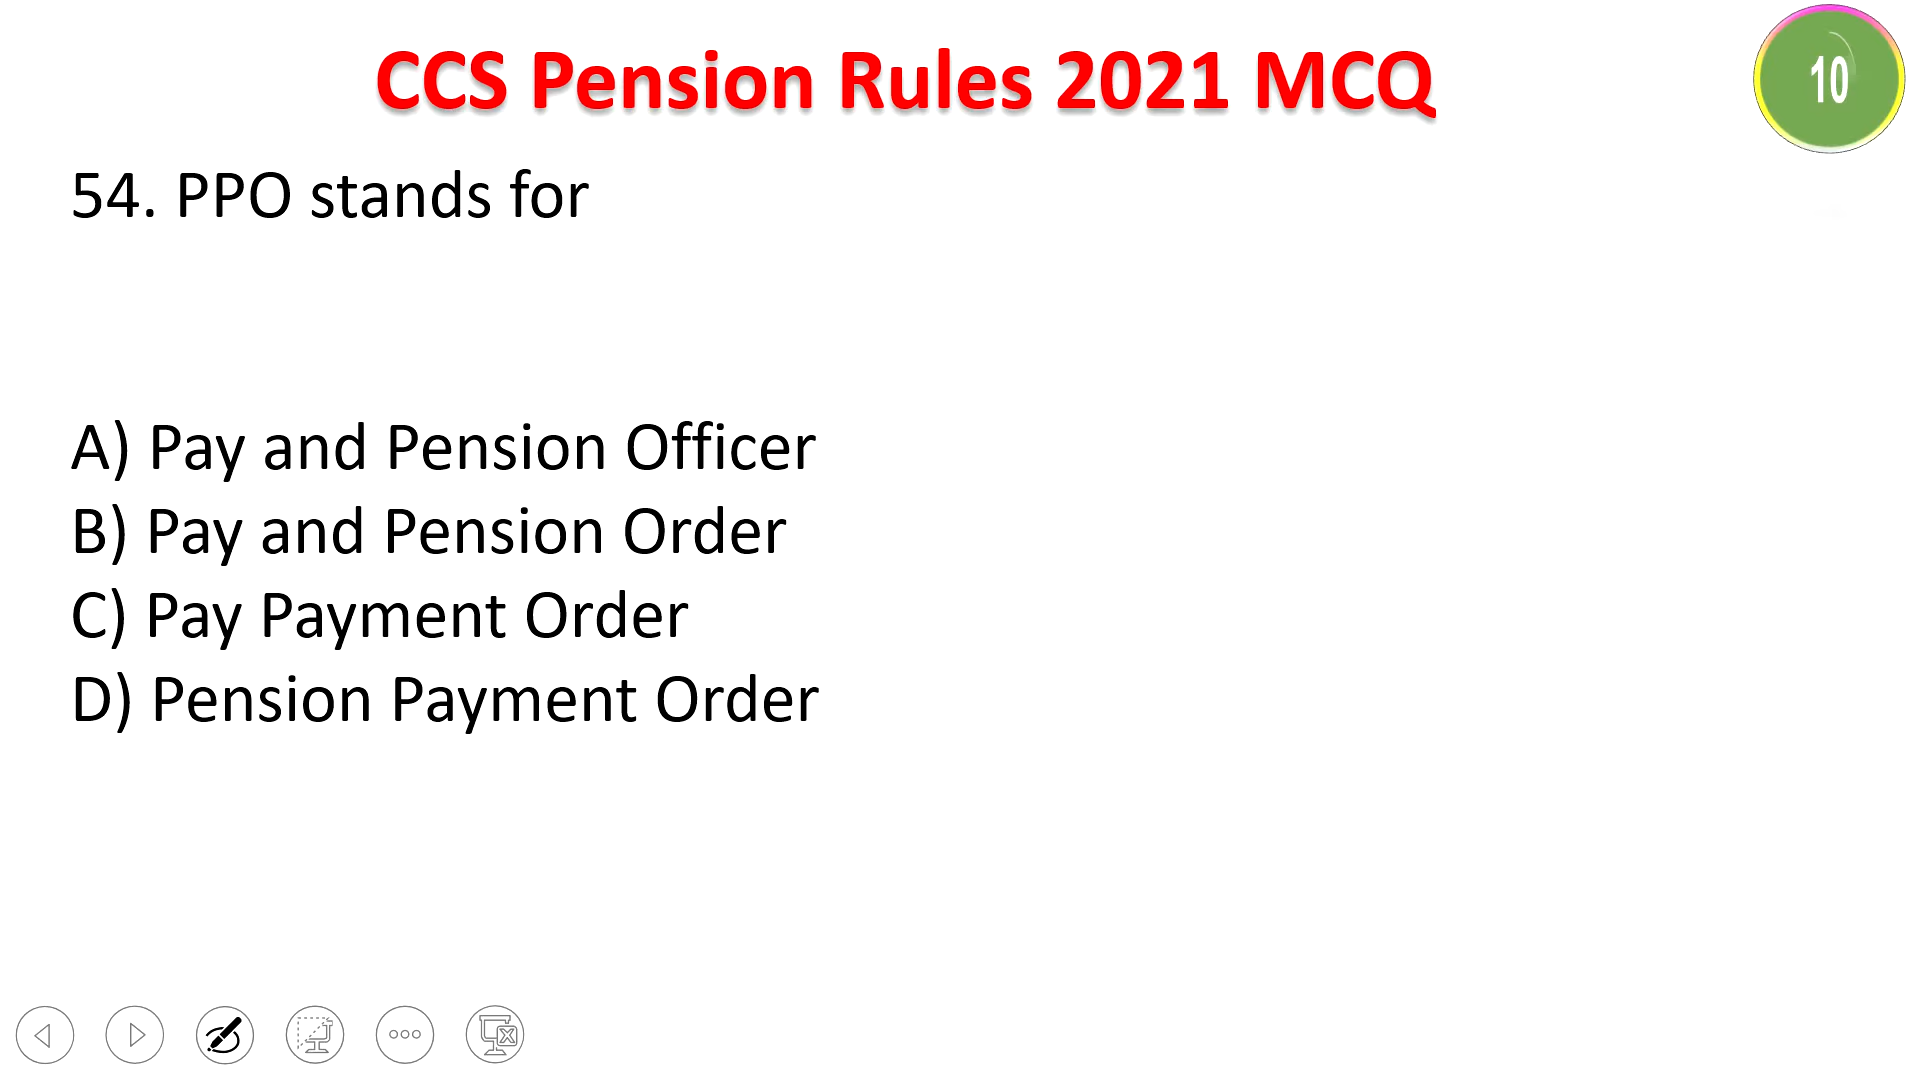 CCS Pension Rules 2021 MCQ
10
54. PPO stands for
A) Pay and Pension Officer
B) Pay and Pension Order
C) Pay Payment Order
D) Pension Payment Order